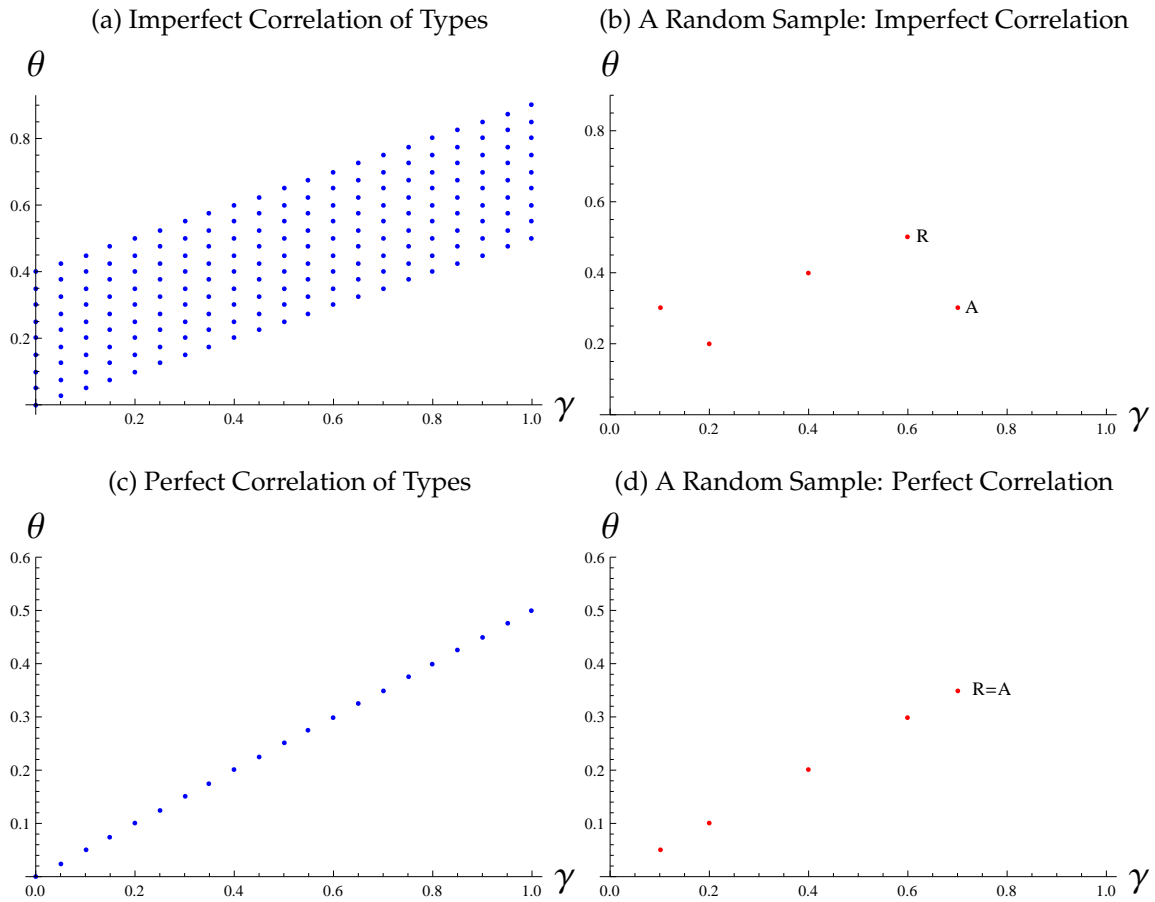 (a) Imperfect Correlation of Types
θ
0.8
0.6
0.4
0.2
0.2 0.4 0.6 0.8 1.0
γ
(b) A Random Sample: Imperfect Correlation
θ
0.8
0.6
0.4
0.2
R
A
0.0 0.2 0.4 0.6 0.8 1.0
γ
(c) Perfect Correlation of Types
θ
0.6
0.5
0.4
0.3
0.2
0.1
0.0 0.2 0.4 0.6 0.8 1.0
γ
(d) A Random Sample: Perfect Correlation
θ
0.6
0.5
0.4
0.3
0.2
0.1
R=A
0.0 0.2 0.4 0.6 0.8 1.0
γ